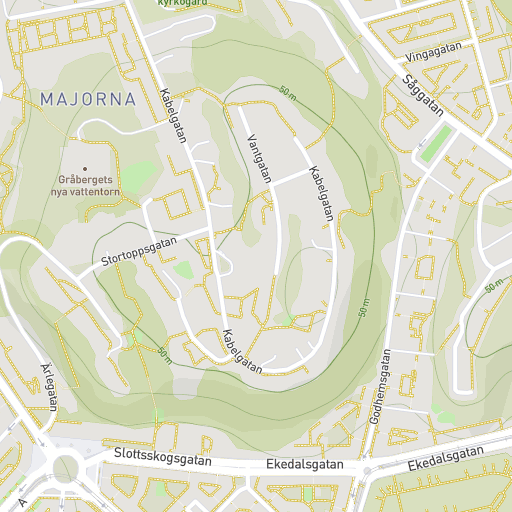 kyrkogård
Vingagatan
Såggatan
50 m
MAJORNA
Kabelgatan
Vantgatan
Kabelgatan
Gråbergets
nya vattentorn
Stortoppsgatan
50 m
50 m
50 m
Kabelgatan
Godhemsgatan
Ärlegatan
Slottsskogsgatan
Ekedalsgatan
Ekedalsgatan
A